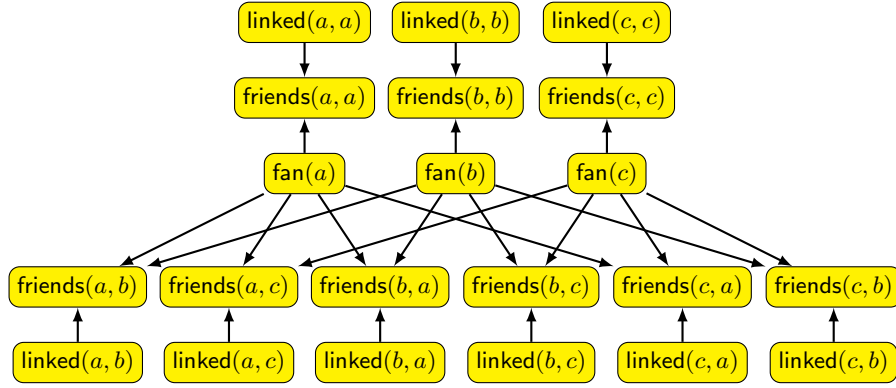 linked(a, a) linked(b, b) linked(c, c)
friends(a, a) friends(b, b) friends(c, c)
fan(a) fan(b) fan(c)
friends(a, b) friends(a, c) friends(b, a) friends(b, c) friends(c, a) friends(c, b)
linked(a, b) linked(a, c) linked(b, a) linked(b, c) linked(c, a) linked(c, b)